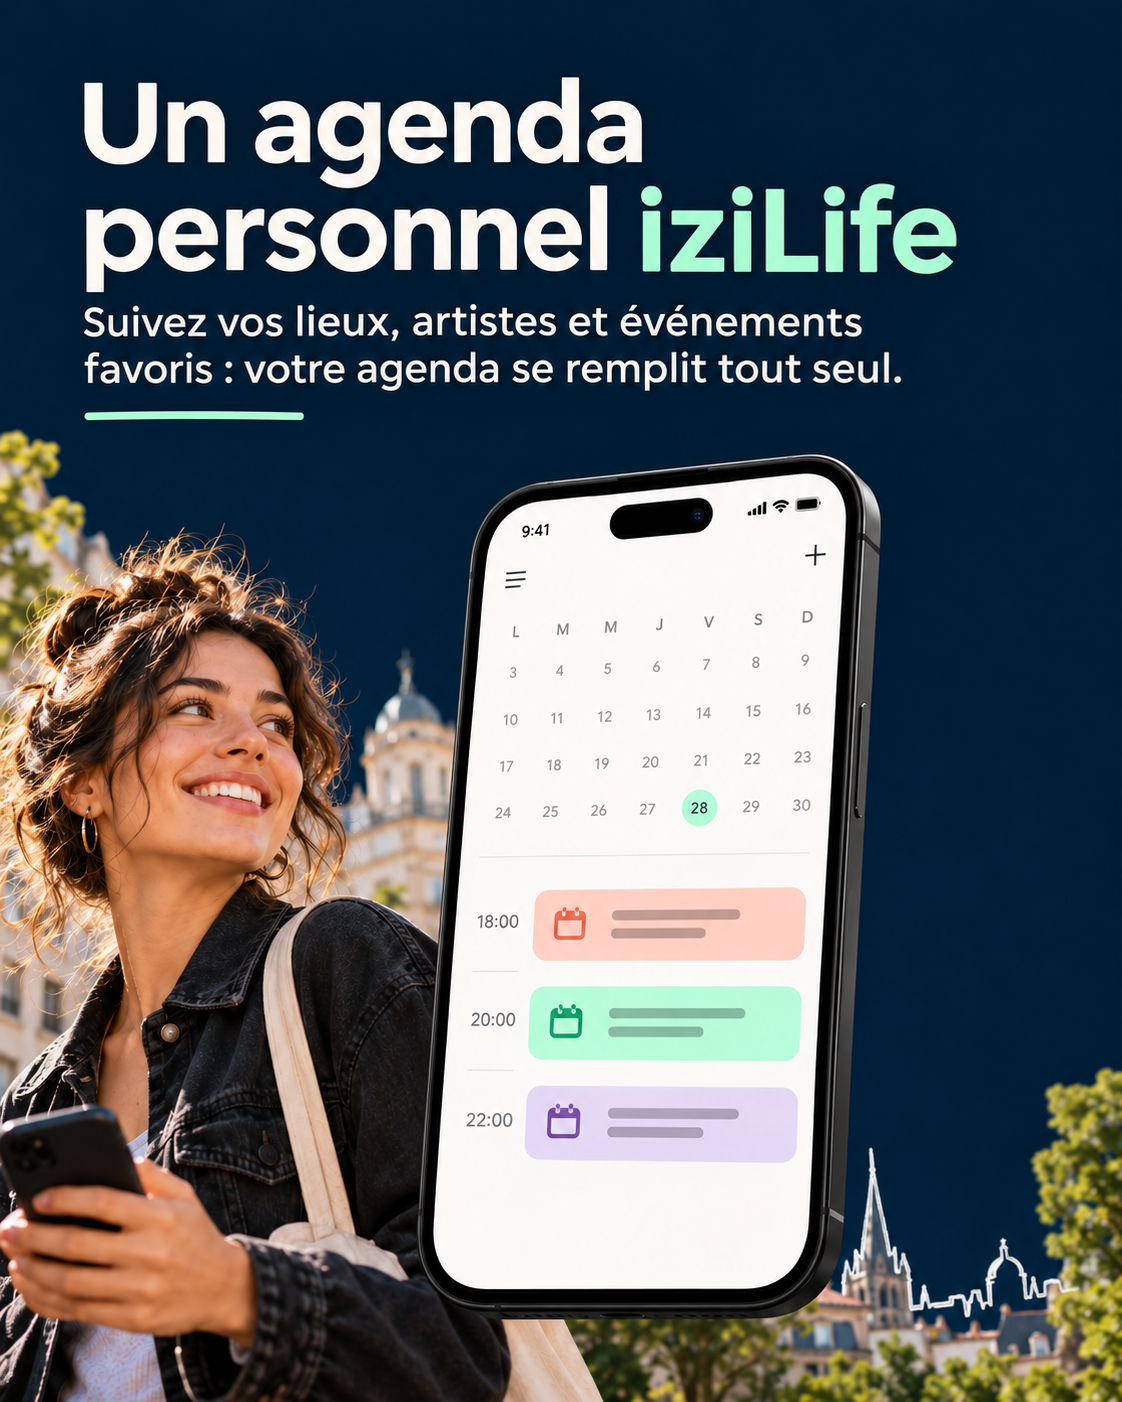 Un agenda
personnel iziLife
Suivez vos lieux, artistes et événements
favoris : votre agenda se remplit tout seul.
9:41
L M M J V S D
3 4 5 6 7 8 9
10 11 12 13 14 15 16
17 18 19 20 21 22 23
24 25 26 27 28 29 30
18:00
20:00
22:00